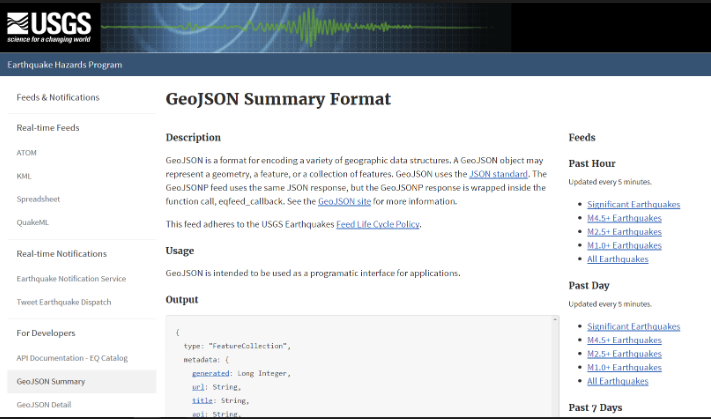 USGS
science for a changing world
Earthquake Hazards Program
Feeds & Notifications
Real-time Feeds
ATOM
KML
Spreadsheet
QuakeML
Real-time Notifications
Earthquake Notification Service
Tweet Earthquake Dispatch
For Developers
API Documentation - EQ Catalog
GeoJSON Summary
GeoJSON Detail
GeoJSON Summary Format
Description
GeoJSON is a format for encoding a variety of geographic data structures. A GeoJSON object may
represent a geometry, a feature, or a collection of features. GeoJSON uses the JSON standard. The
GeoJSONP feed uses the same JSON response, but the GeoJSONP response is wrapped inside the
function call, eqfeed_callback. See the GeoJSON site for more information.
This feed adheres to the USGS Earthquakes Feed Life Cycle Policy.
Usage
GeoJSON is intended to be used as a programatic interface for applications.
Output
{
type: "FeatureCollection",
metadata: {
generated: Long Integer,
url: String,
title: String,
api: String,
Feeds
Past Hour
Updated every 5 minutes.
Significant Earthquakes
M4.5+ Earthquakes
M2.5+ Earthquakes
M1.0+ Earthquakes
All Earthquakes
Past Day
Updated every 5 minutes.
Significant Earthquakes
M4.5+ Earthquakes
M2.5+ Earthquakes
M1.0+ Earthquakes
All Earthquakes
Past 7 Days